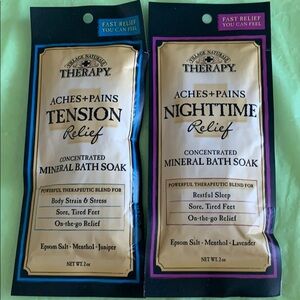 FAST RELIEF
YOU CAN FEEL
VILLAGE NATURALS
THERAPY
ACHES+PAINS
TENSION
Relief
CONCENTRATED
MINERAL BATH SOAK
POWERFUL THERAPEUTIC BLEND FOR
Body Strain & Stress
Sore, Tired Feet
On-the-go Relief
Epsom Salt • Menthol • Juniper
NET WT. 2 oz
FAST RELIEF
YOU CAN FEEL
VILLAGE NATURALS
THERAPY
ACHES+PAINS
NIGHTTIME
Relief
CONCENTRATED
MINERAL BATH SOAK
POWERFUL THERAPEUTIC BLEND FOR
Restful Sleep
Sore, Tired Feet
On-the-go Relief
Epsom Salt • Menthol • Lavender
NET WT. 2 oz